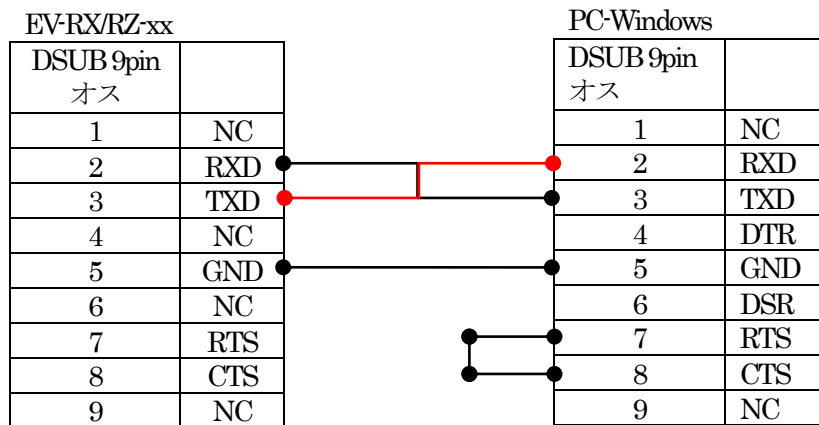 EV-RX/RZ-xx
DSUB 9pin
オス
1 NC
2 RXD
3 TXD
4 NC
5 GND
6 NC
7 RTS
8 CTS
9 NC
PC-Windows
DSUB 9pin
オス
1 NC
2 RXD
3 TXD
4 DTR
5 GND
6 DSR
7 RTS
8 CTS
9 NC